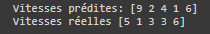 Vitesses prédites: [9 2 4 1 6]
Vitesses réelles [5 1 3 3 6]